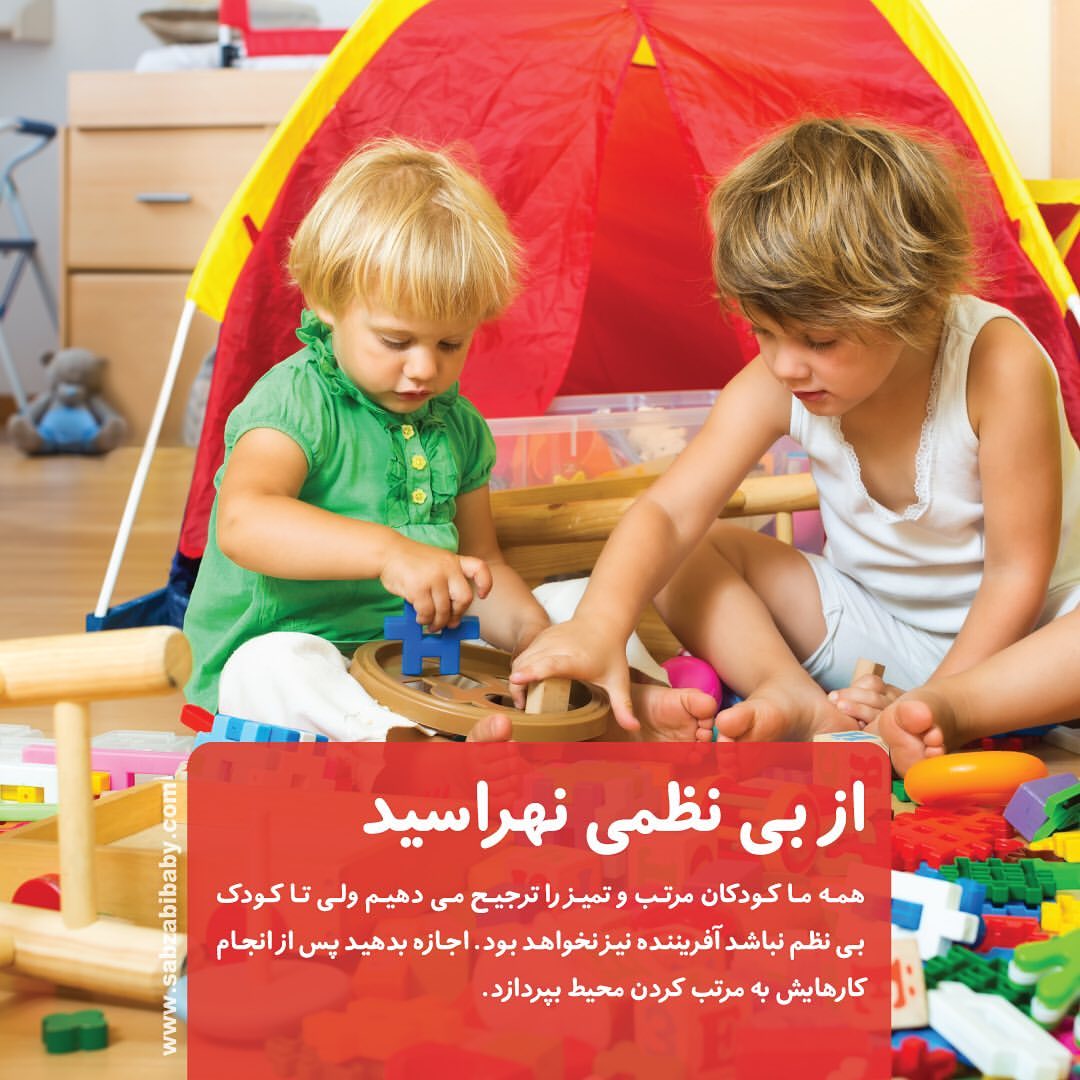 از بی نظمی نهراسید
همه ما کودکان مرتب و تمیز را ترجیح می دهیم ولی تا کودک
بی نظم نباشد آفریننده نیز نخواهد بود. اجازه بدهید پس از انجام
کارهایش به مرتب کردن محیط بپردازد.
www.sabzabibaby.com